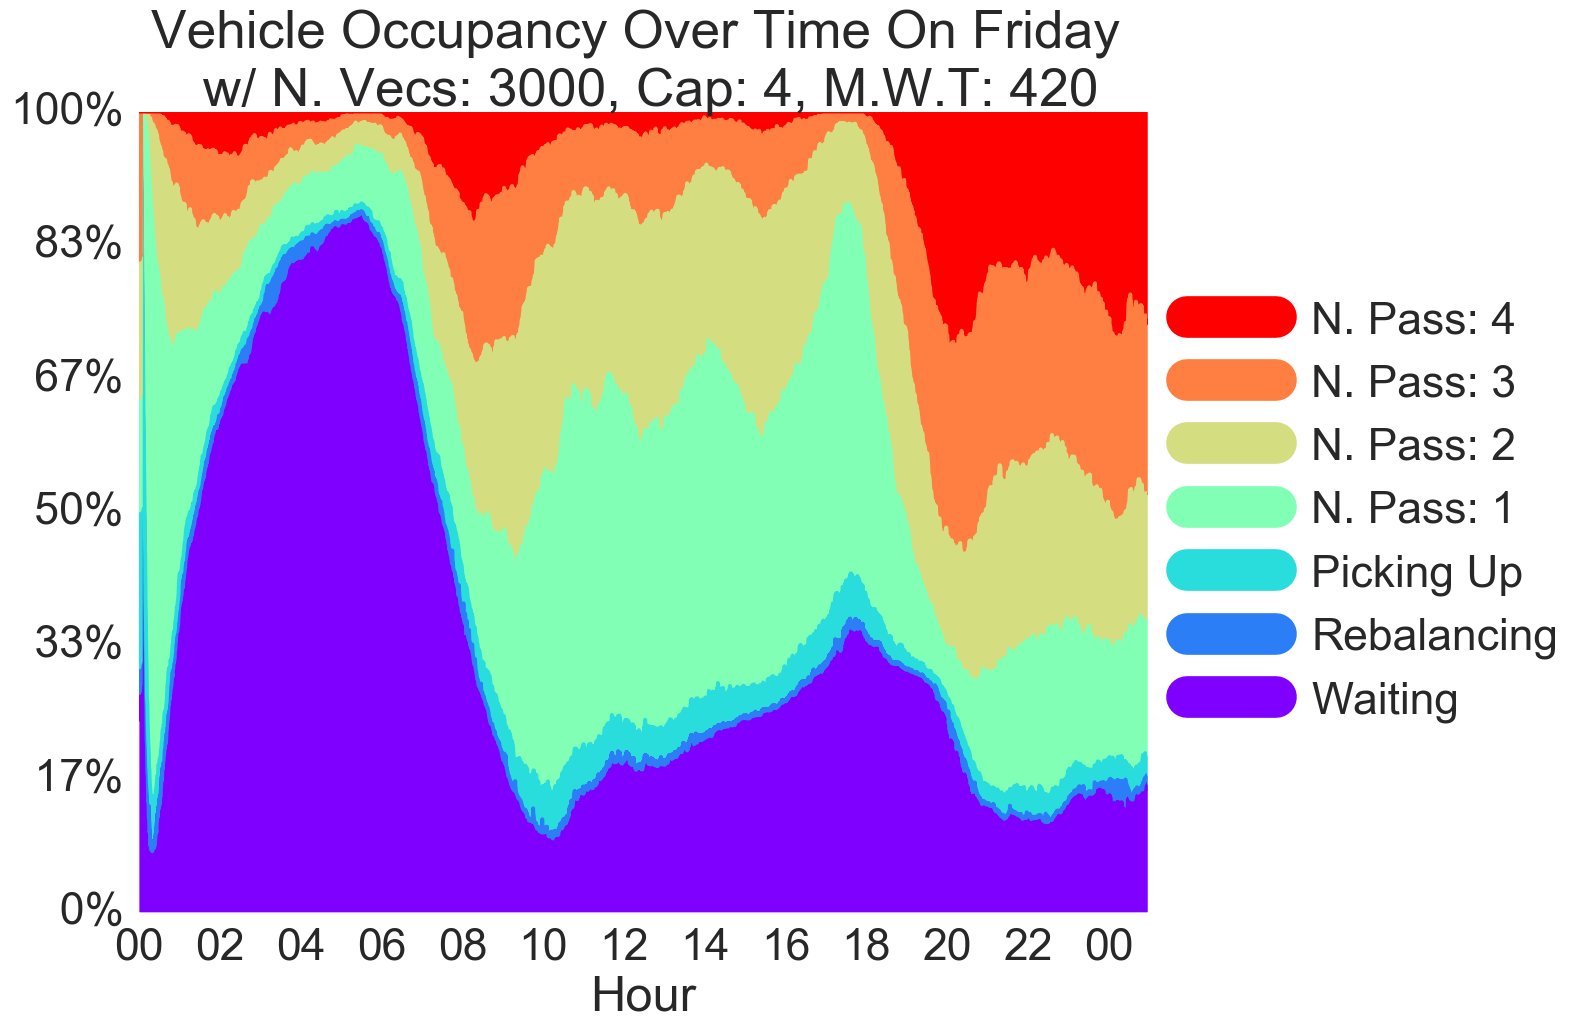 Vehicle Occupancy Over Time On Friday
w/ N. Vecs: 3000, Cap: 4, M.W.T: 420
100%
83%
67%
50%
33%
17%
0%
00 02 04 06 08 10 12 14 16 18 20 22 00
Hour
N. Pass: 4
N. Pass: 3
N. Pass: 2
N. Pass: 1
Picking Up
Rebalancing
Waiting